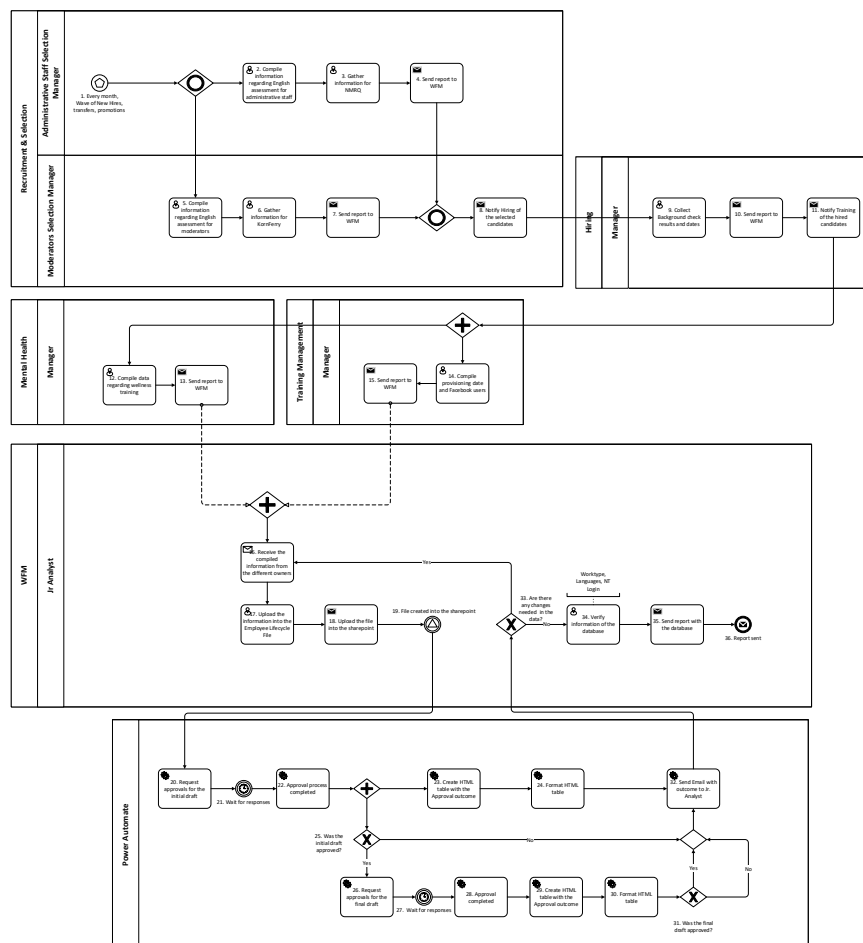 Recruitment & Selection
Administrative Staff Selection
Manager
1. Every month,
Wave of New Hires,
transfers, promotions
2. Compile
information
regarding English
assessment for
administrative staff
3. Gather
information for
NMRQ
4. Send report to
WFM
Moderators Selection Manager
5. Compile
information
regarding English
assessment for
moderators
6. Gather
information for
KornFerry
7. Send report to
WFM
8. Notify Hiring of
the selected
candidates
Hiring
Manager
9. Collect
Background check
results and dates
10. Send report to
WFM
11. Notify Training
of the hired
candidates
Mental Health
Manager
12. Compile data
regarding wellness
training
13. Send report to
WFM
Training Management
Manager
15. Send report to
WFM
14. Compile
provisioning date
and Facebook users
WFM
Jr Analyst
16. Receive the
compiled
information from
the different owners
Yes
17. Upload the
information into the
Employee Lifecycle
File
18. Upload the file
into the sharepoint
19. File created into the sharepoint
33. Are there
any changes
needed in the
data?
No
Worktype,
Languages, NT
Login
34. Verify
information of the
database
35. Send report with
the database
36. Report sent
Power Automate
20. Request
approvals for the
initial draft
21. Wait for responses
22. Approval process
completed
23. Create HTML
table with the
Approval outcome
24. Format HTML
table
32. Send Email with
outcome to Jr.
Analyst
25. Was the
initial draft
approved?
No
Yes
Yes
No
26. Request
approvals for the
final draft
27. Wait for responses
28. Approval
completed
29. Create HTML
table with the
Approval outcome
30. Format HTML
table
31. Was the final
draft approved?